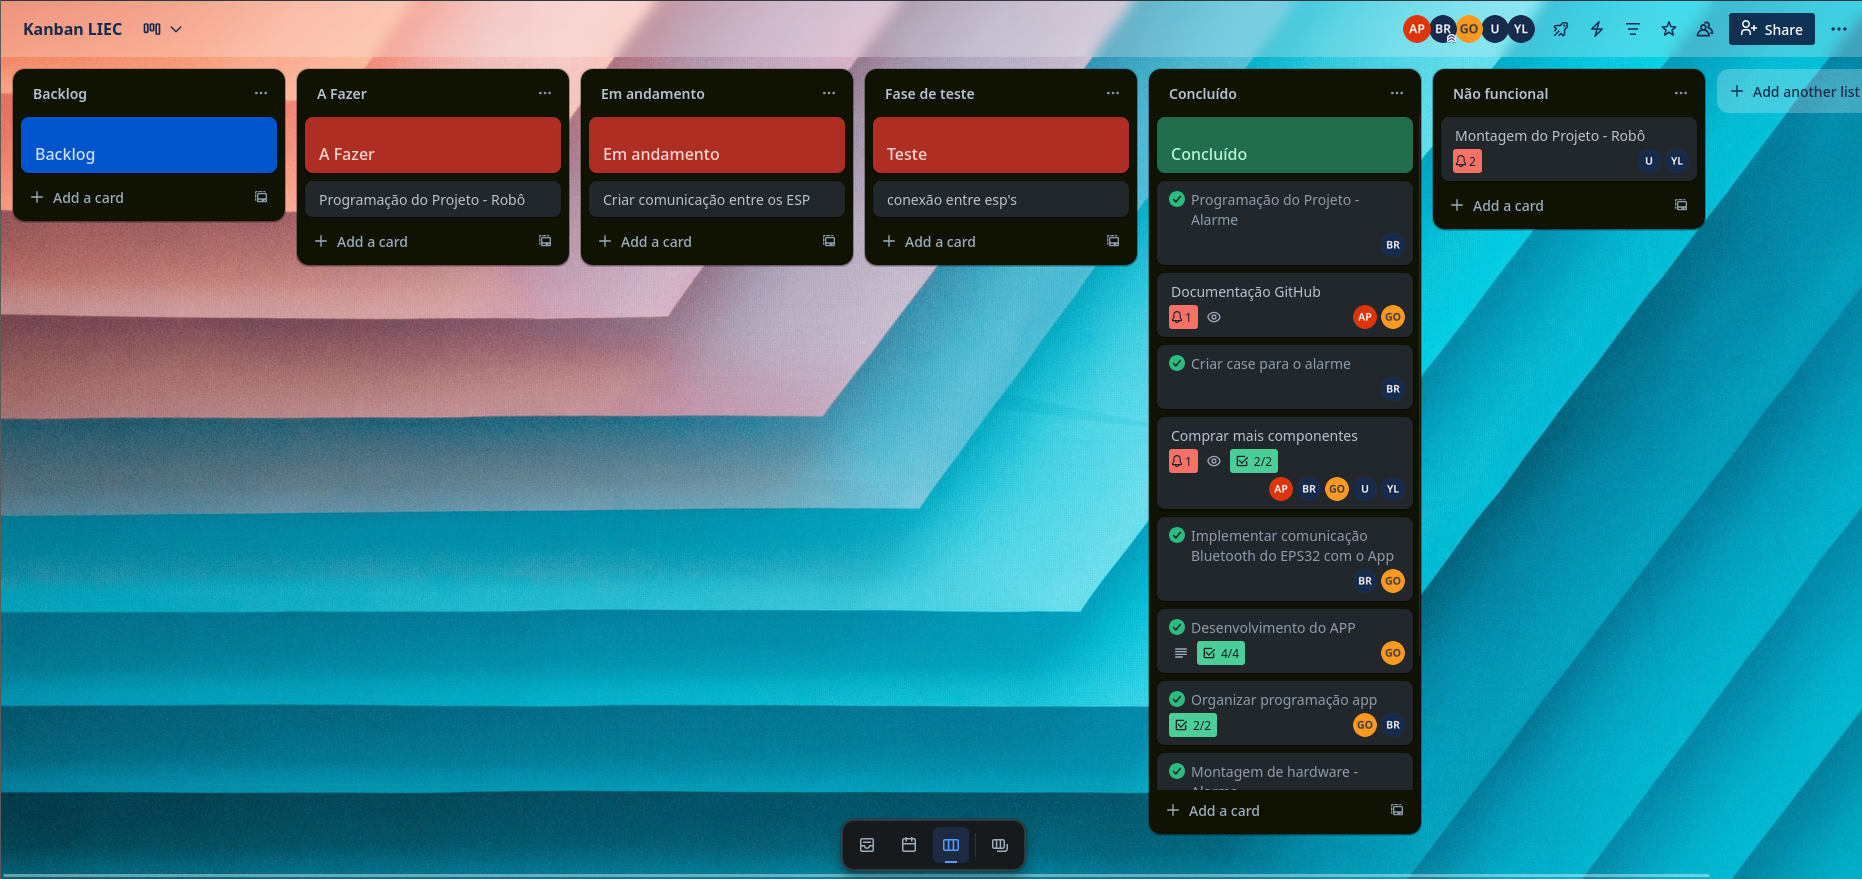 Kanban LIEC
AP BR GO U YL
Share
Backlog
Backlog
Add a card
A Fazer
A Fazer
Programação do Projeto - Robô
Add a card
Em andamento
Em andamento
Criar comunicação entre os ESP
Add a card
Fase de teste
Teste
conexão entre esp's
Add a card
Concluído
Concluído
Programação do Projeto -
Alarme
BR
Documentação GitHub
1
AP GO
Criar case para o alarme
BR
Comprar mais componentes
1 2/2
AP BR GO U YL
Implementar comunicação
Bluetooth do EPS32 com o App
BR GO
Desenvolvimento do APP
4/4 GO
Organizar programação app
2/2 GO BR
Montagem de hardware -
Add a card
Não funcional
Montagem do Projeto - Robô
2 U YL
Add a card
Add another list